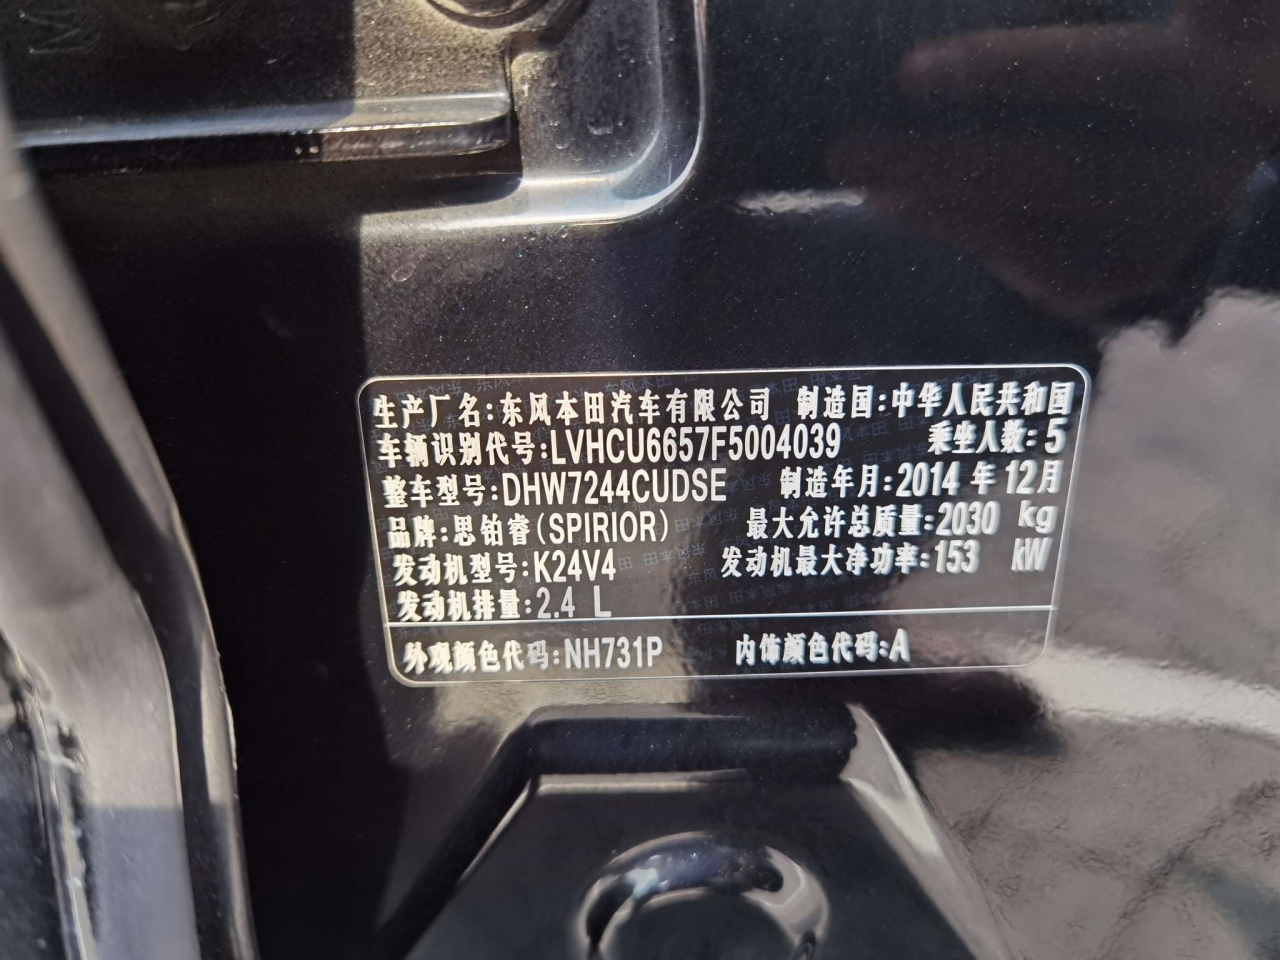 生产厂名:东风本田汽车有限公司 制造国:中华人民共和国
车辆识别代号:LVHCU6657F5004039 乘坐人数:5
整车型号:DHW7244CUDSE 制造年月:2014 年 12月
品牌:思铂睿(SPIRIOR) 最大允许总质量:2030 kg
发动机型号:K24V4 发动机最大净功率:153 kW
发动机排量:2.4 L
外观颜色代码:NH731P 内饰颜色代码:A